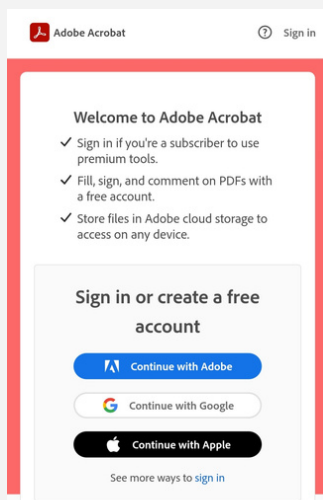 Adobe Acrobat
Sign in
Welcome to Adobe Acrobat
Sign in if you're a subscriber to use
premium tools.
Fill, sign, and comment on PDFs with
a free account.
Store files in Adobe cloud storage to
access on any device.
Sign in or create a free
account
Continue with Adobe
Continue with Google
Continue with Apple
See more ways to sign in